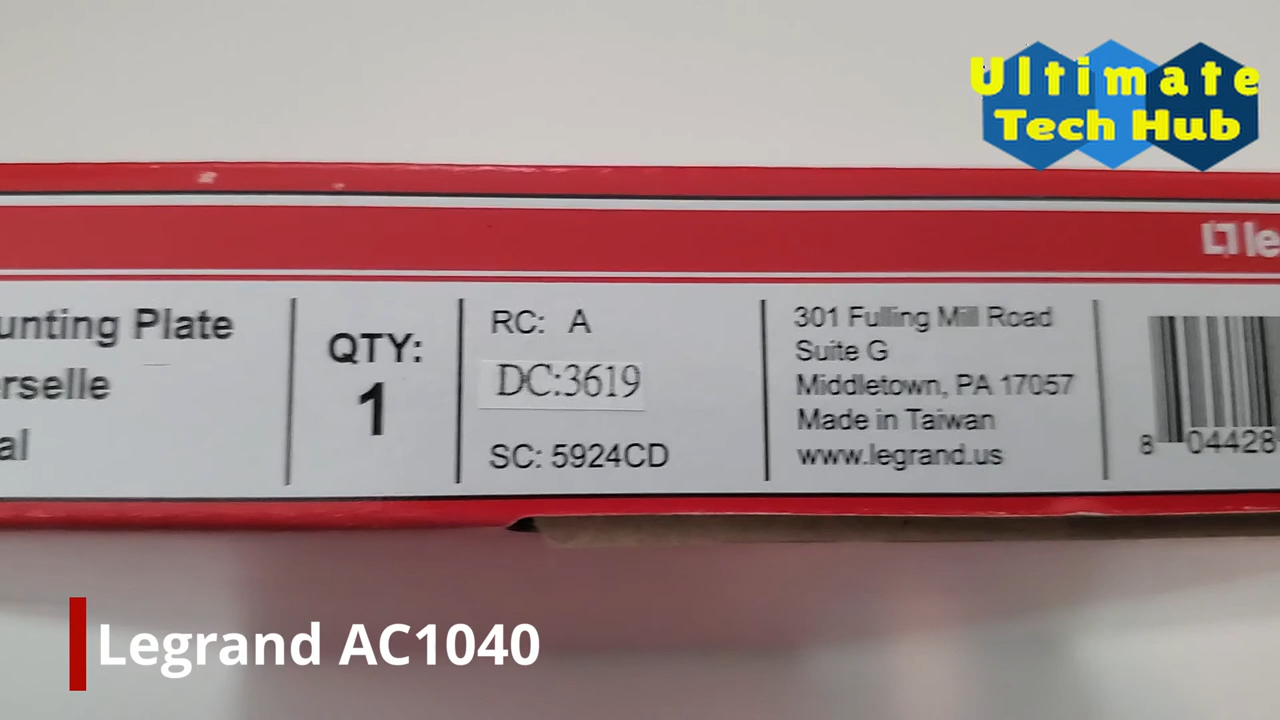 Ultimate
Tech Hub
le
unting Plate
rselle
al
QTY:
1
RC: A
DC:3619
SC: 5924CD
301 Fulling Mill Road
Suite G
Middletown, PA 17057
Made in Taiwan
www.legrand.us
8 04428
Legrand AC1040